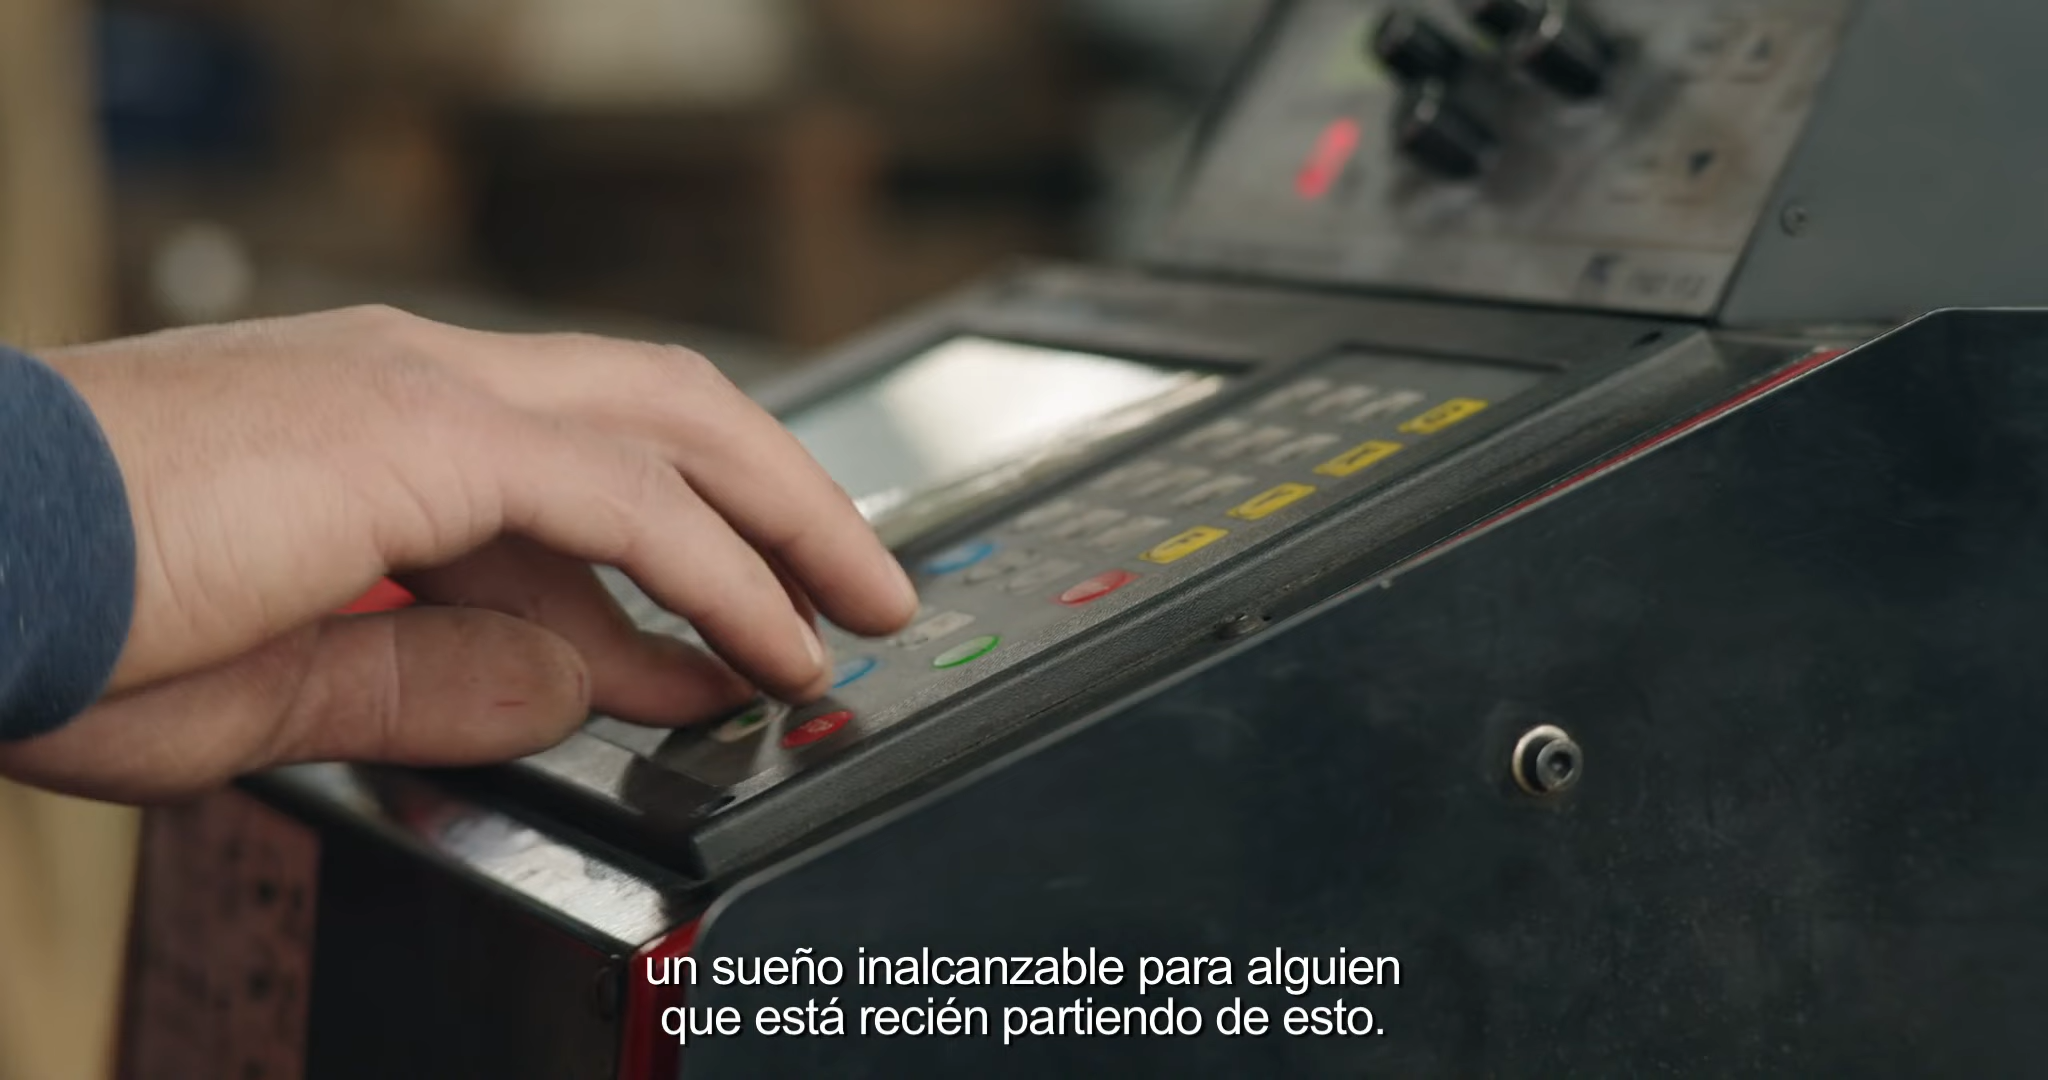 un sueño inalcanzable para alguien
que está recién partiendo de esto.